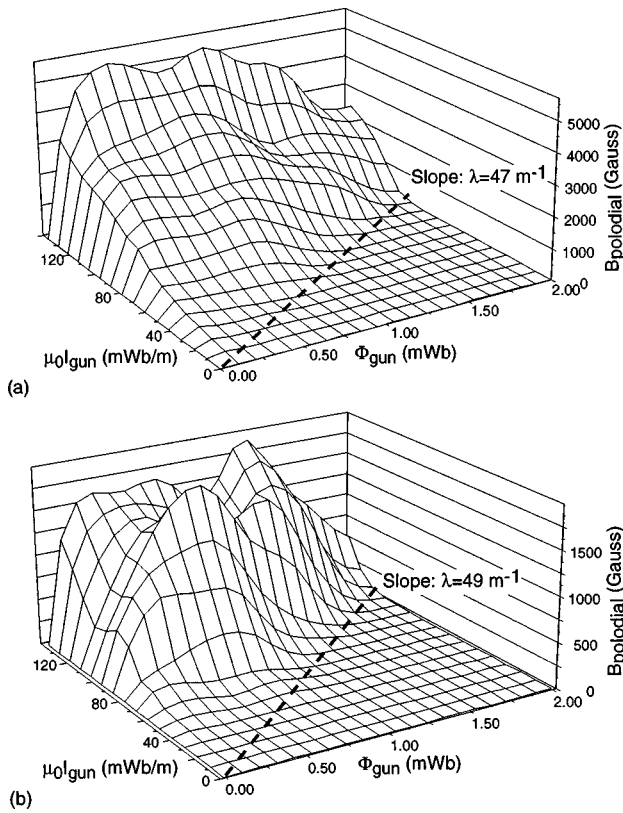 5000
4000
3000
2000
1000
0
Bpolodial (Gauss)
Slope: λ=47 m⁻¹
120
80
40
0
μ₀Igun (mWb/m)
0.00
0.50
1.00
1.50
2.00
Φgun (mWb)
(a)
1500
1000
500
0
Bpolodial (Gauss)
Slope: λ=49 m⁻¹
120
80
40
0
μ₀Igun (mWb/m)
0.00
0.50
1.00
1.50
2.00
Φgun (mWb)
(b)